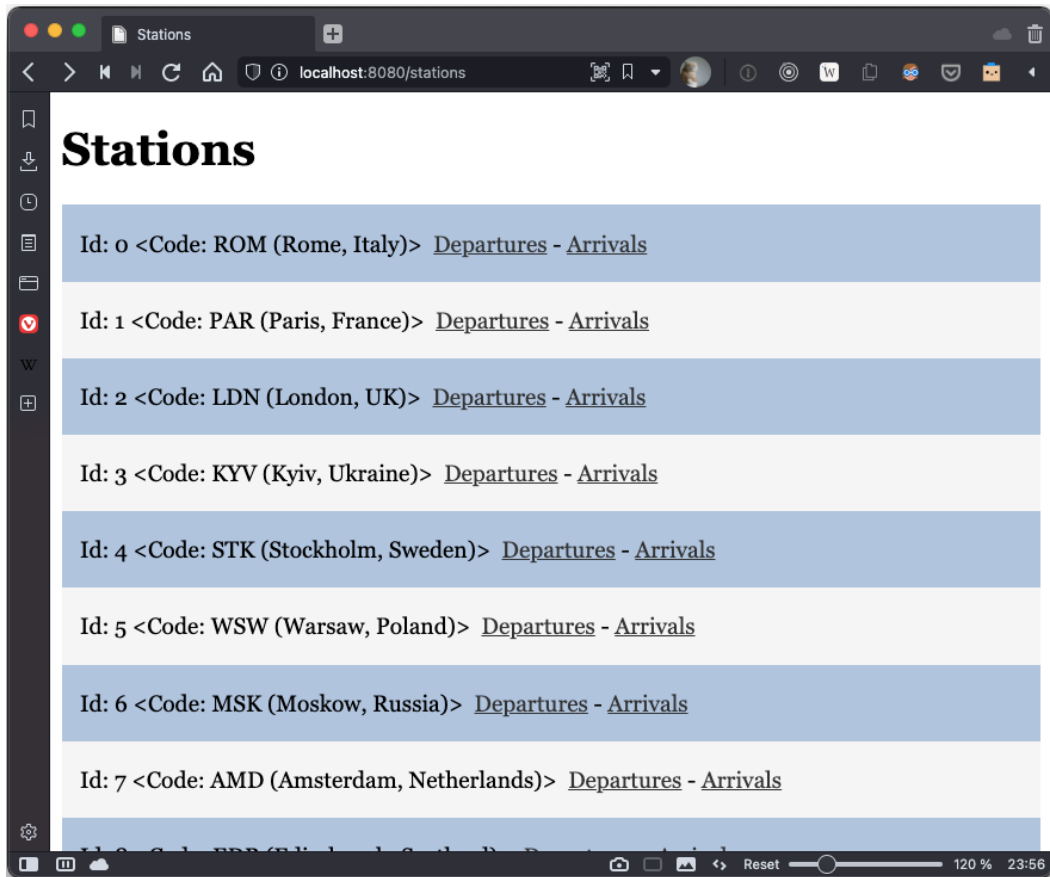 Stations
localhost:8080/stations
Stations
Id: 0 <Code: ROM (Rome, Italy)> Departures - Arrivals
Id: 1 <Code: PAR (Paris, France)> Departures - Arrivals
Id: 2 <Code: LDN (London, UK)> Departures - Arrivals
Id: 3 <Code: KYV (Kyiv, Ukraine)> Departures - Arrivals
Id: 4 <Code: STK (Stockholm, Sweden)> Departures - Arrivals
Id: 5 <Code: WSW (Warsaw, Poland)> Departures - Arrivals
Id: 6 <Code: MSK (Moskow, Russia)> Departures - Arrivals
Id: 7 <Code: AMD (Amsterdam, Netherlands)> Departures - Arrivals
Reset 120 % 23:56